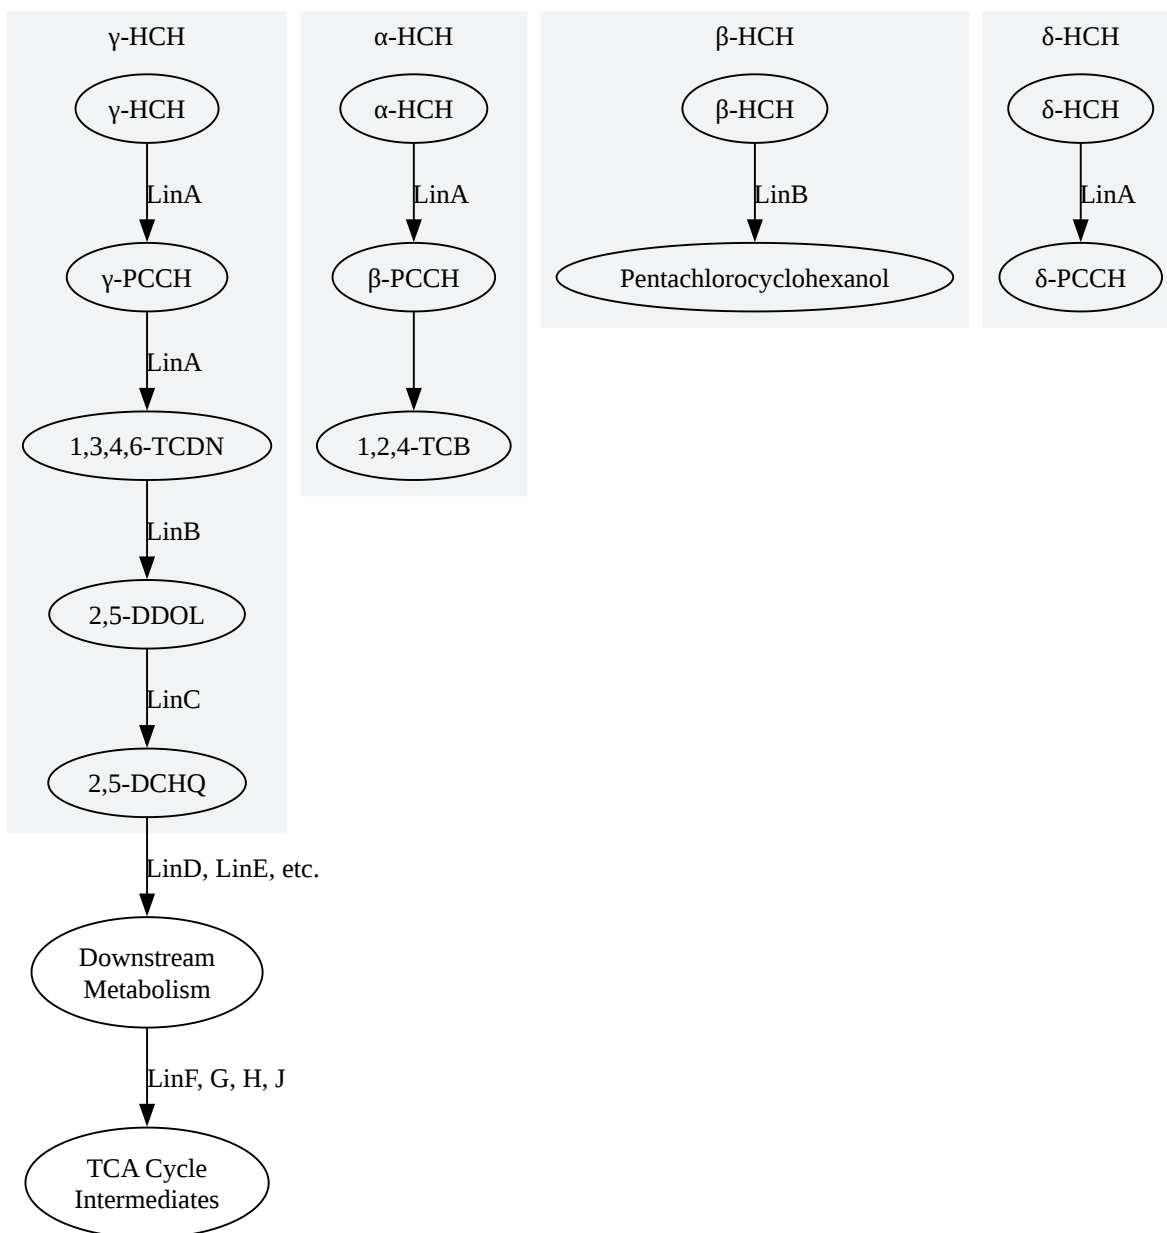 γ-HCH
γ-HCH
LinA
γ-PCCH
LinA
1,3,4,6-TCDN
LinB
2,5-DDOL
LinC
2,5-DCHQ
LinD, LinE, etc.
Downstream
Metabolism
LinF, G, H, J
TCA Cycle
Intermediates
α-HCH
α-HCH
LinA
β-PCCH
1,2,4-TCB
β-HCH
β-HCH
LinB
Pentachlorocyclohexanol
δ-HCH
δ-HCH
LinA
δ-PCCH